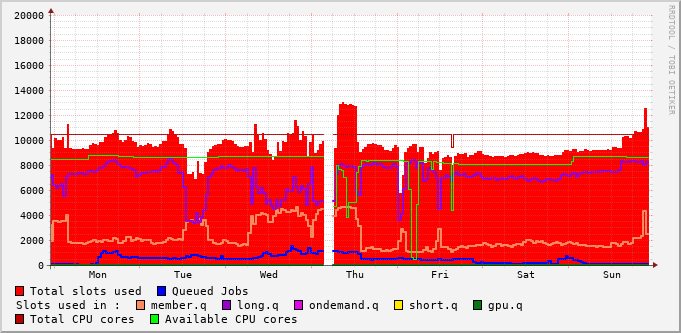 20000
18000
16000
14000
12000
10000
8000
6000
4000
2000
0
Mon Tue Wed Thu Fri Sat Sun
Total slots used Queued Jobs
Slots used in : member.q long.q ondemand.q short.q gpu.q
Total CPU cores Available CPU cores
RRDTOOL / TOBI OETIKER